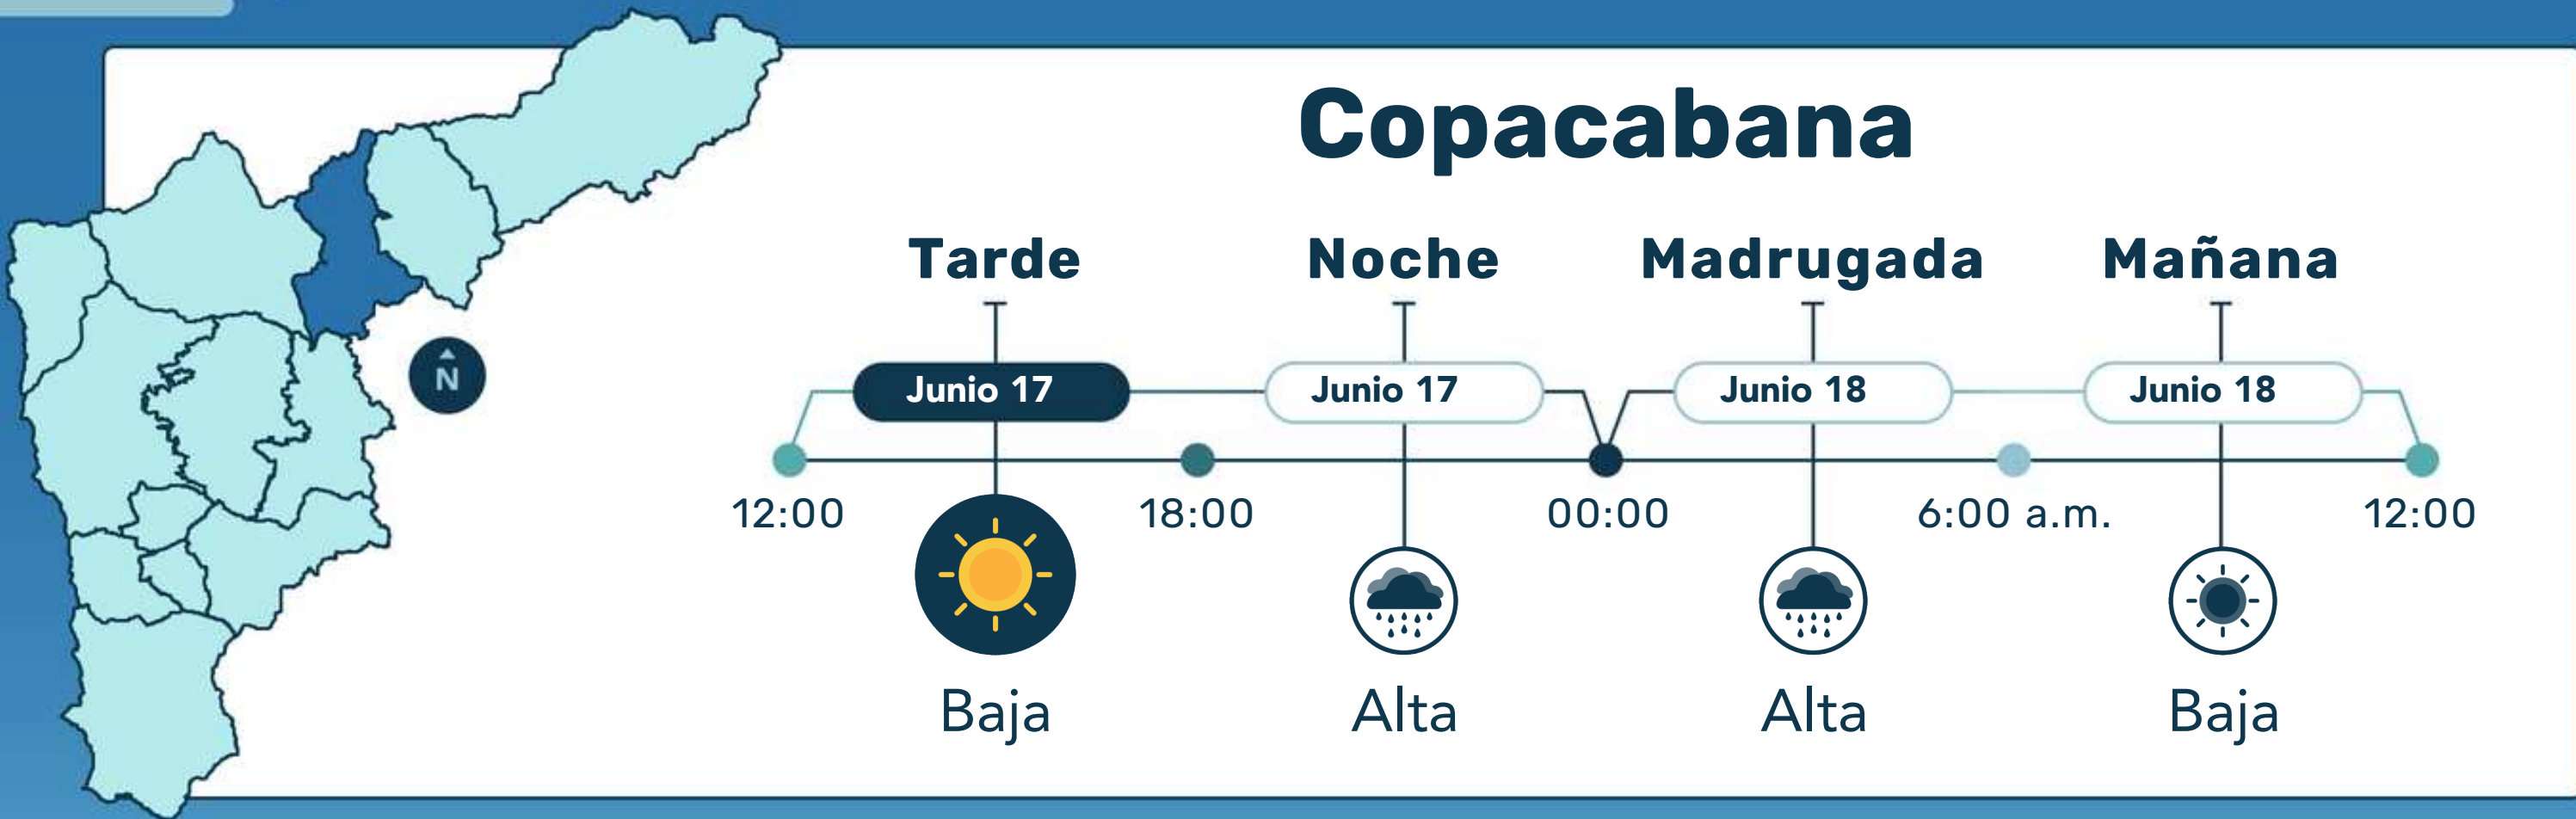 Copacabana
Tarde Noche Madrugada Mañana
N
Junio 17 Junio 17 Junio 18 Junio 18
12:00 18:00 00:00 6:00 a.m. 12:00
Baja Alta Alta Baja